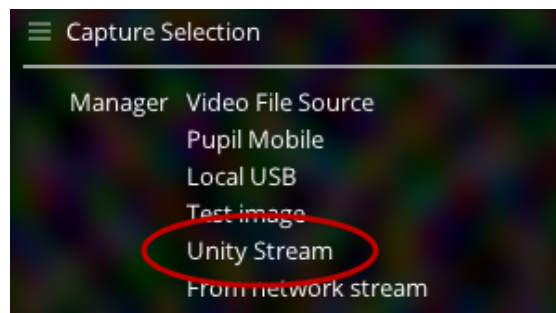 Capture Selection
Manager Video File Source
Pupil Mobile
Local USB
Test image
Unity Stream
From network stream